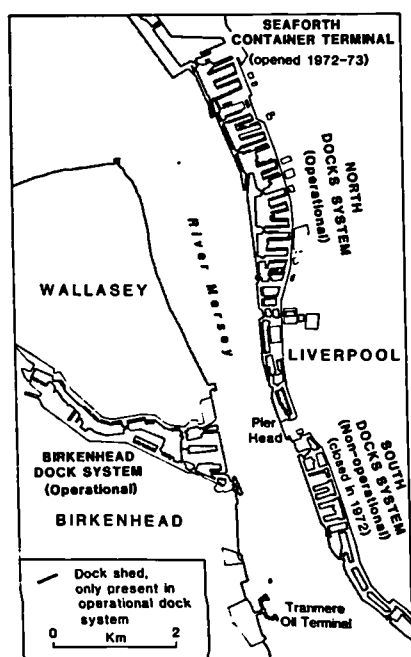 SEAFORTH
CONTAINER TERMINAL
(opened 1972-73)
NORTH
DOCKS SYSTEM
(Operational)
River Mersey
WALLASEY
LIVERPOOL
Pier
Head
SOUTH
DOCKS SYSTEM
(Non-operational)
(closed in 1972)
BIRKENHEAD
DOCK SYSTEM
(Operational)
BIRKENHEAD
Dock shed,
only present in
operational dock
system
0 2
Km
Tranmere
Oil Terminal